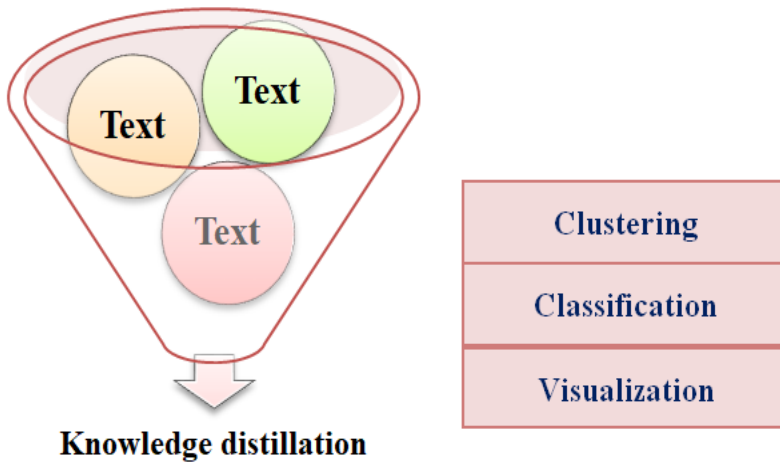 Text
Text
Text
Knowledge distillation
Clustering
Classification
Visualization